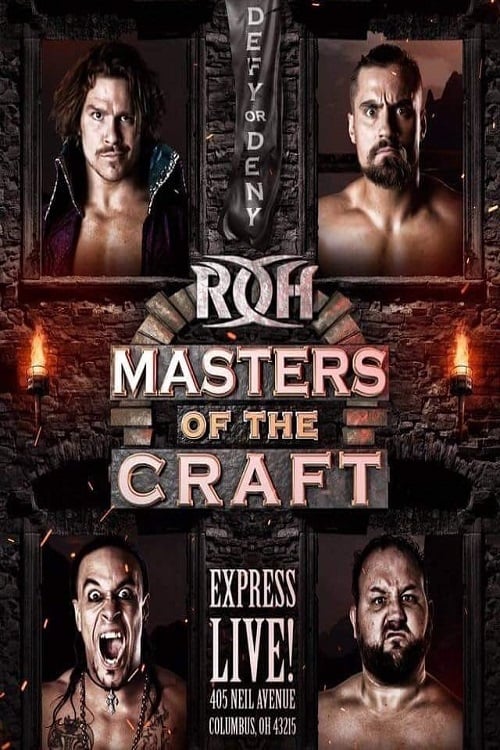 DEFY OR DENY
ROH
MASTERS
OF THE
CRAFT
EXPRESS
LIVE!
405 NEIL AVENUE
COLUMBUS, OH 43215